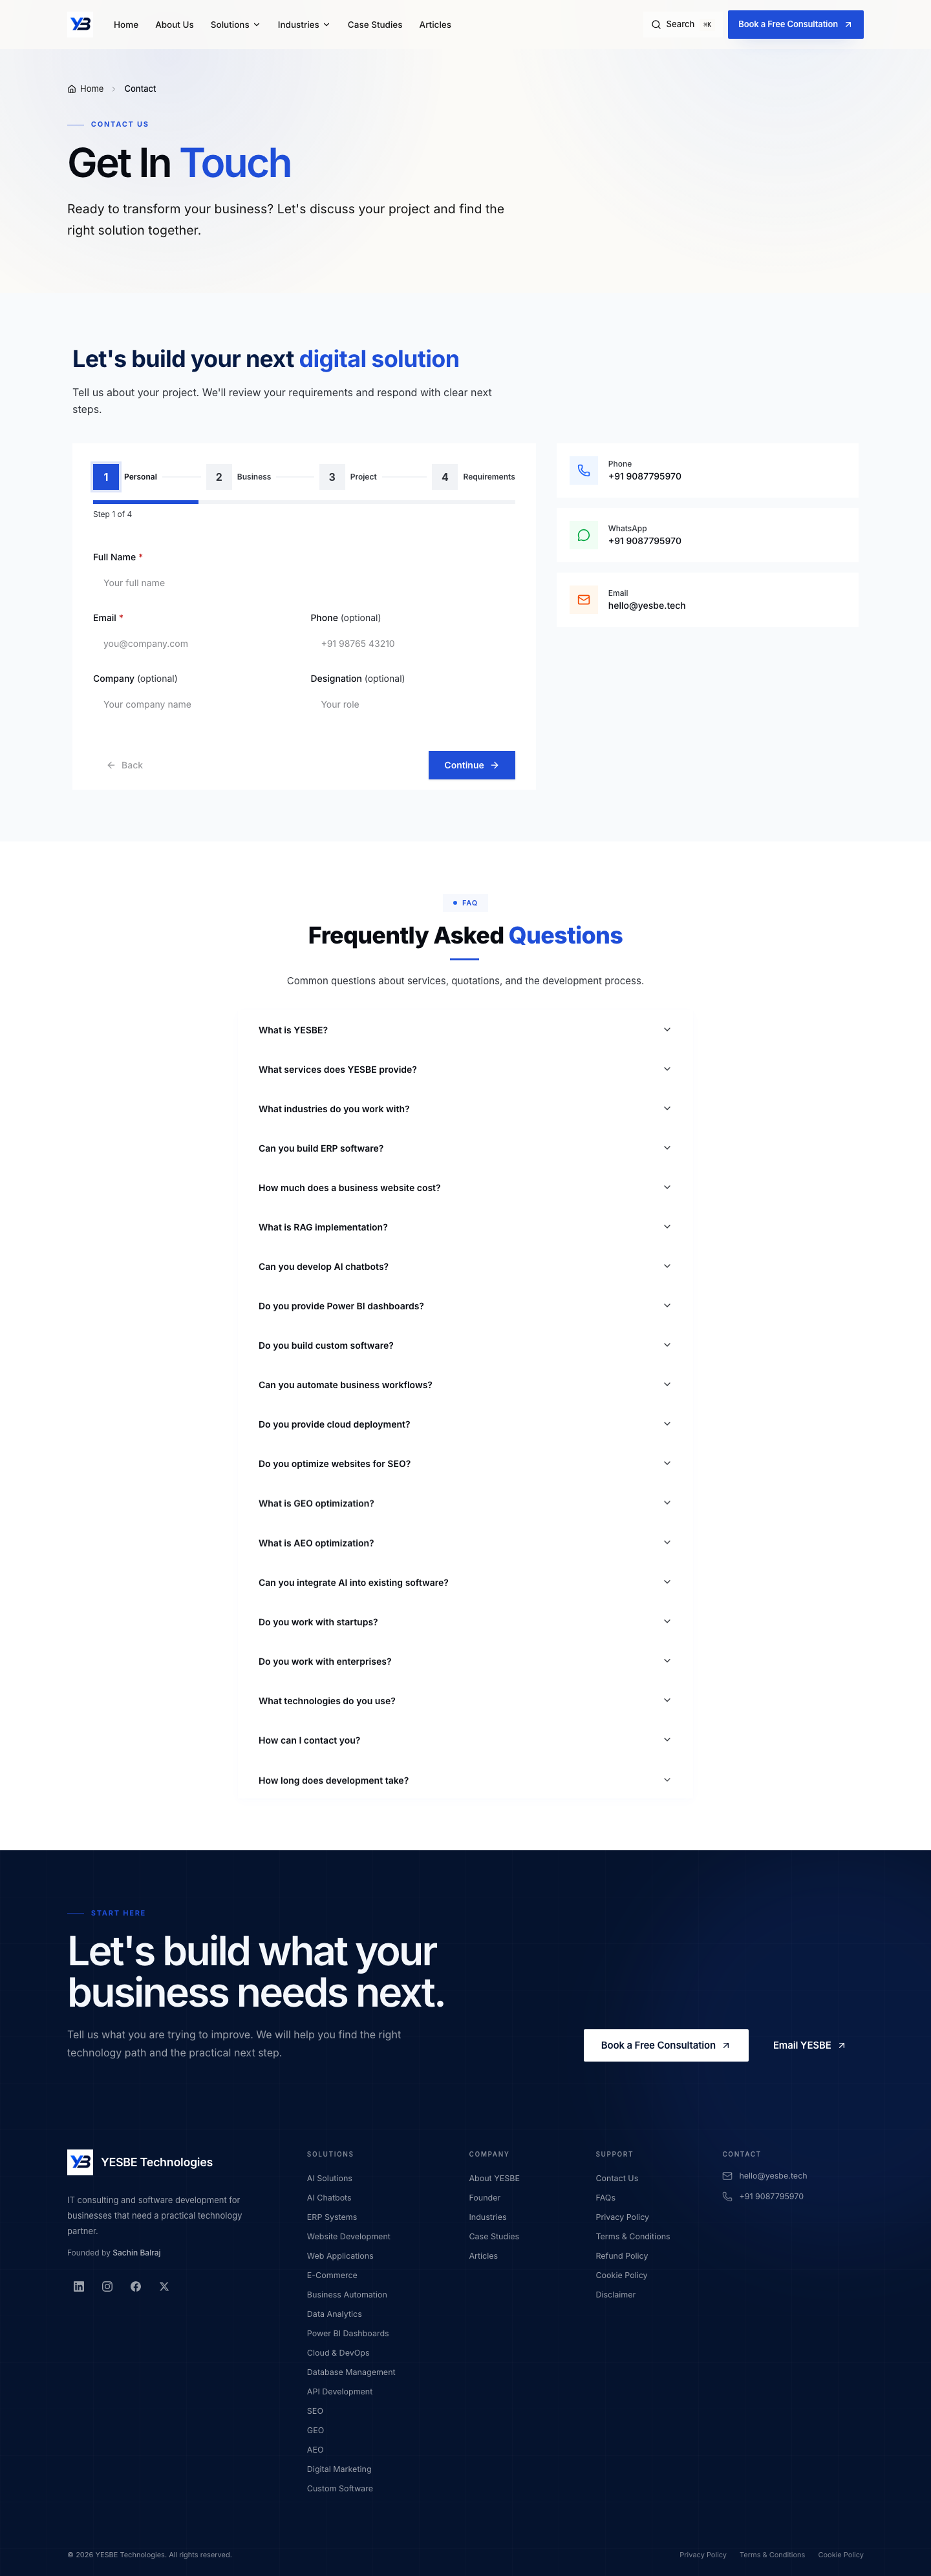 YB
Home
About Us
Solutions
Industries
Case Studies
Articles
Search ⌘K
Book a Free Consultation
Home
Contact
CONTACT US
Get In Touch
Ready to transform your business? Let's discuss your project and find the
right solution together.
Let's build your next digital solution
Tell us about your project. We'll review your requirements and respond with clear next
steps.
1 Personal
2 Business
3 Project
4 Requirements
Step 1 of 4
Full Name *
Your full name
Email *
you@company.com
Phone (optional)
+91 98765 43210
Company (optional)
Your company name
Designation (optional)
Your role
Back
Continue
Phone
+91 9087795970
WhatsApp
+91 9087795970
Email
hello@yesbe.tech
FAQ
Frequently Asked Questions
Common questions about services, quotations, and the development process.
What is YESBE?
What services does YESBE provide?
What industries do you work with?
Can you build ERP software?
How much does a business website cost?
What is RAG implementation?
Can you develop AI chatbots?
Do you provide Power BI dashboards?
Do you build custom software?
Can you automate business workflows?
Do you provide cloud deployment?
Do you optimize websites for SEO?
What is GEO optimization?
What is AEO optimization?
Can you integrate AI into existing software?
Do you work with startups?
Do you work with enterprises?
What technologies do you use?
How can I contact you?
How long does development take?
START HERE
Let's build what your
business needs next.
Tell us what you are trying to improve. We will help you find the right
technology path and the practical next step.
Book a Free Consultation
Email YESBE
YB
YESBE Technologies
IT consulting and software development for
businesses that need a practical technology
partner.
Founded by Sachin Balraj
SOLUTIONS
AI Solutions
AI Chatbots
ERP Systems
Website Development
Web Applications
E-Commerce
Business Automation
Data Analytics
Power BI Dashboards
Cloud & DevOps
Database Management
API Development
SEO
GEO
AEO
Digital Marketing
Custom Software
COMPANY
About YESBE
Founder
Industries
Case Studies
Articles
SUPPORT
Contact Us
FAQs
Privacy Policy
Terms & Conditions
Refund Policy
Cookie Policy
Disclaimer
CONTACT
hello@yesbe.tech
+91 9087795970
© 2026 YESBE Technologies. All rights reserved.
Privacy Policy
Terms & Conditions
Cookie Policy